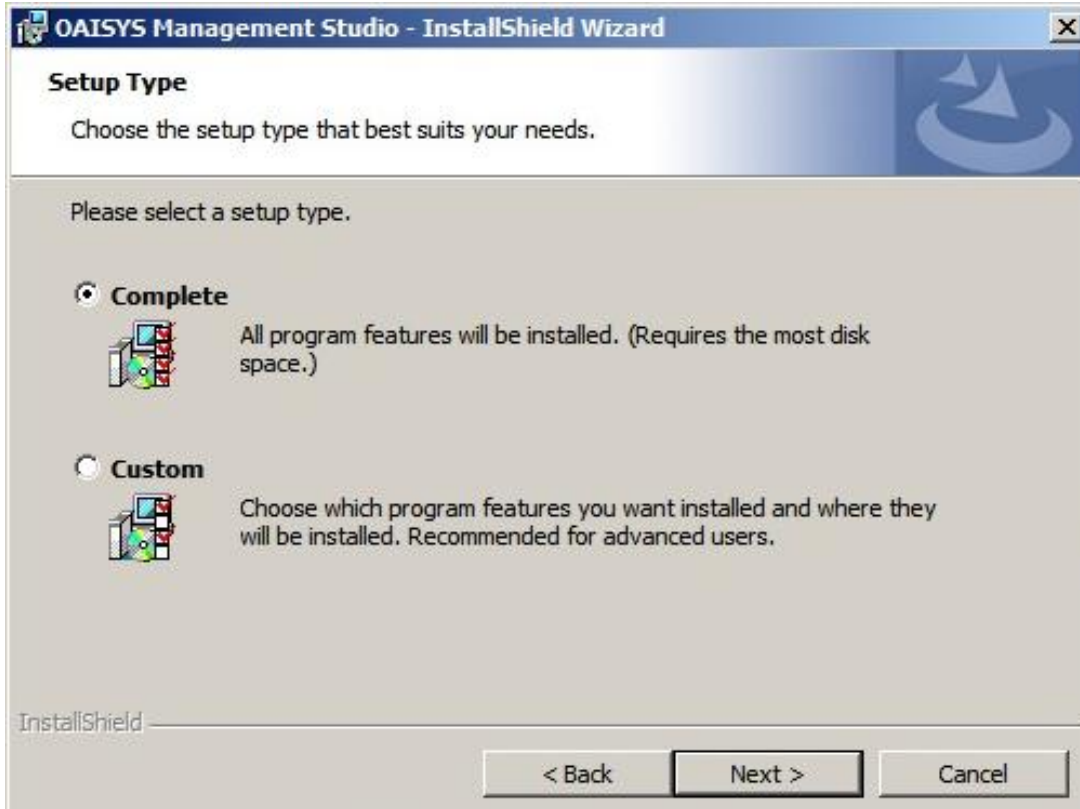 OAISYS Management Studio - InstallShield Wizard
Setup Type
Choose the setup type that best suits your needs.
Please select a setup type.
Complete
All program features will be installed. (Requires the most disk
space.)
Custom
Choose which program features you want installed and where they
will be installed. Recommended for advanced users.
InstallShield
< Back Next > Cancel